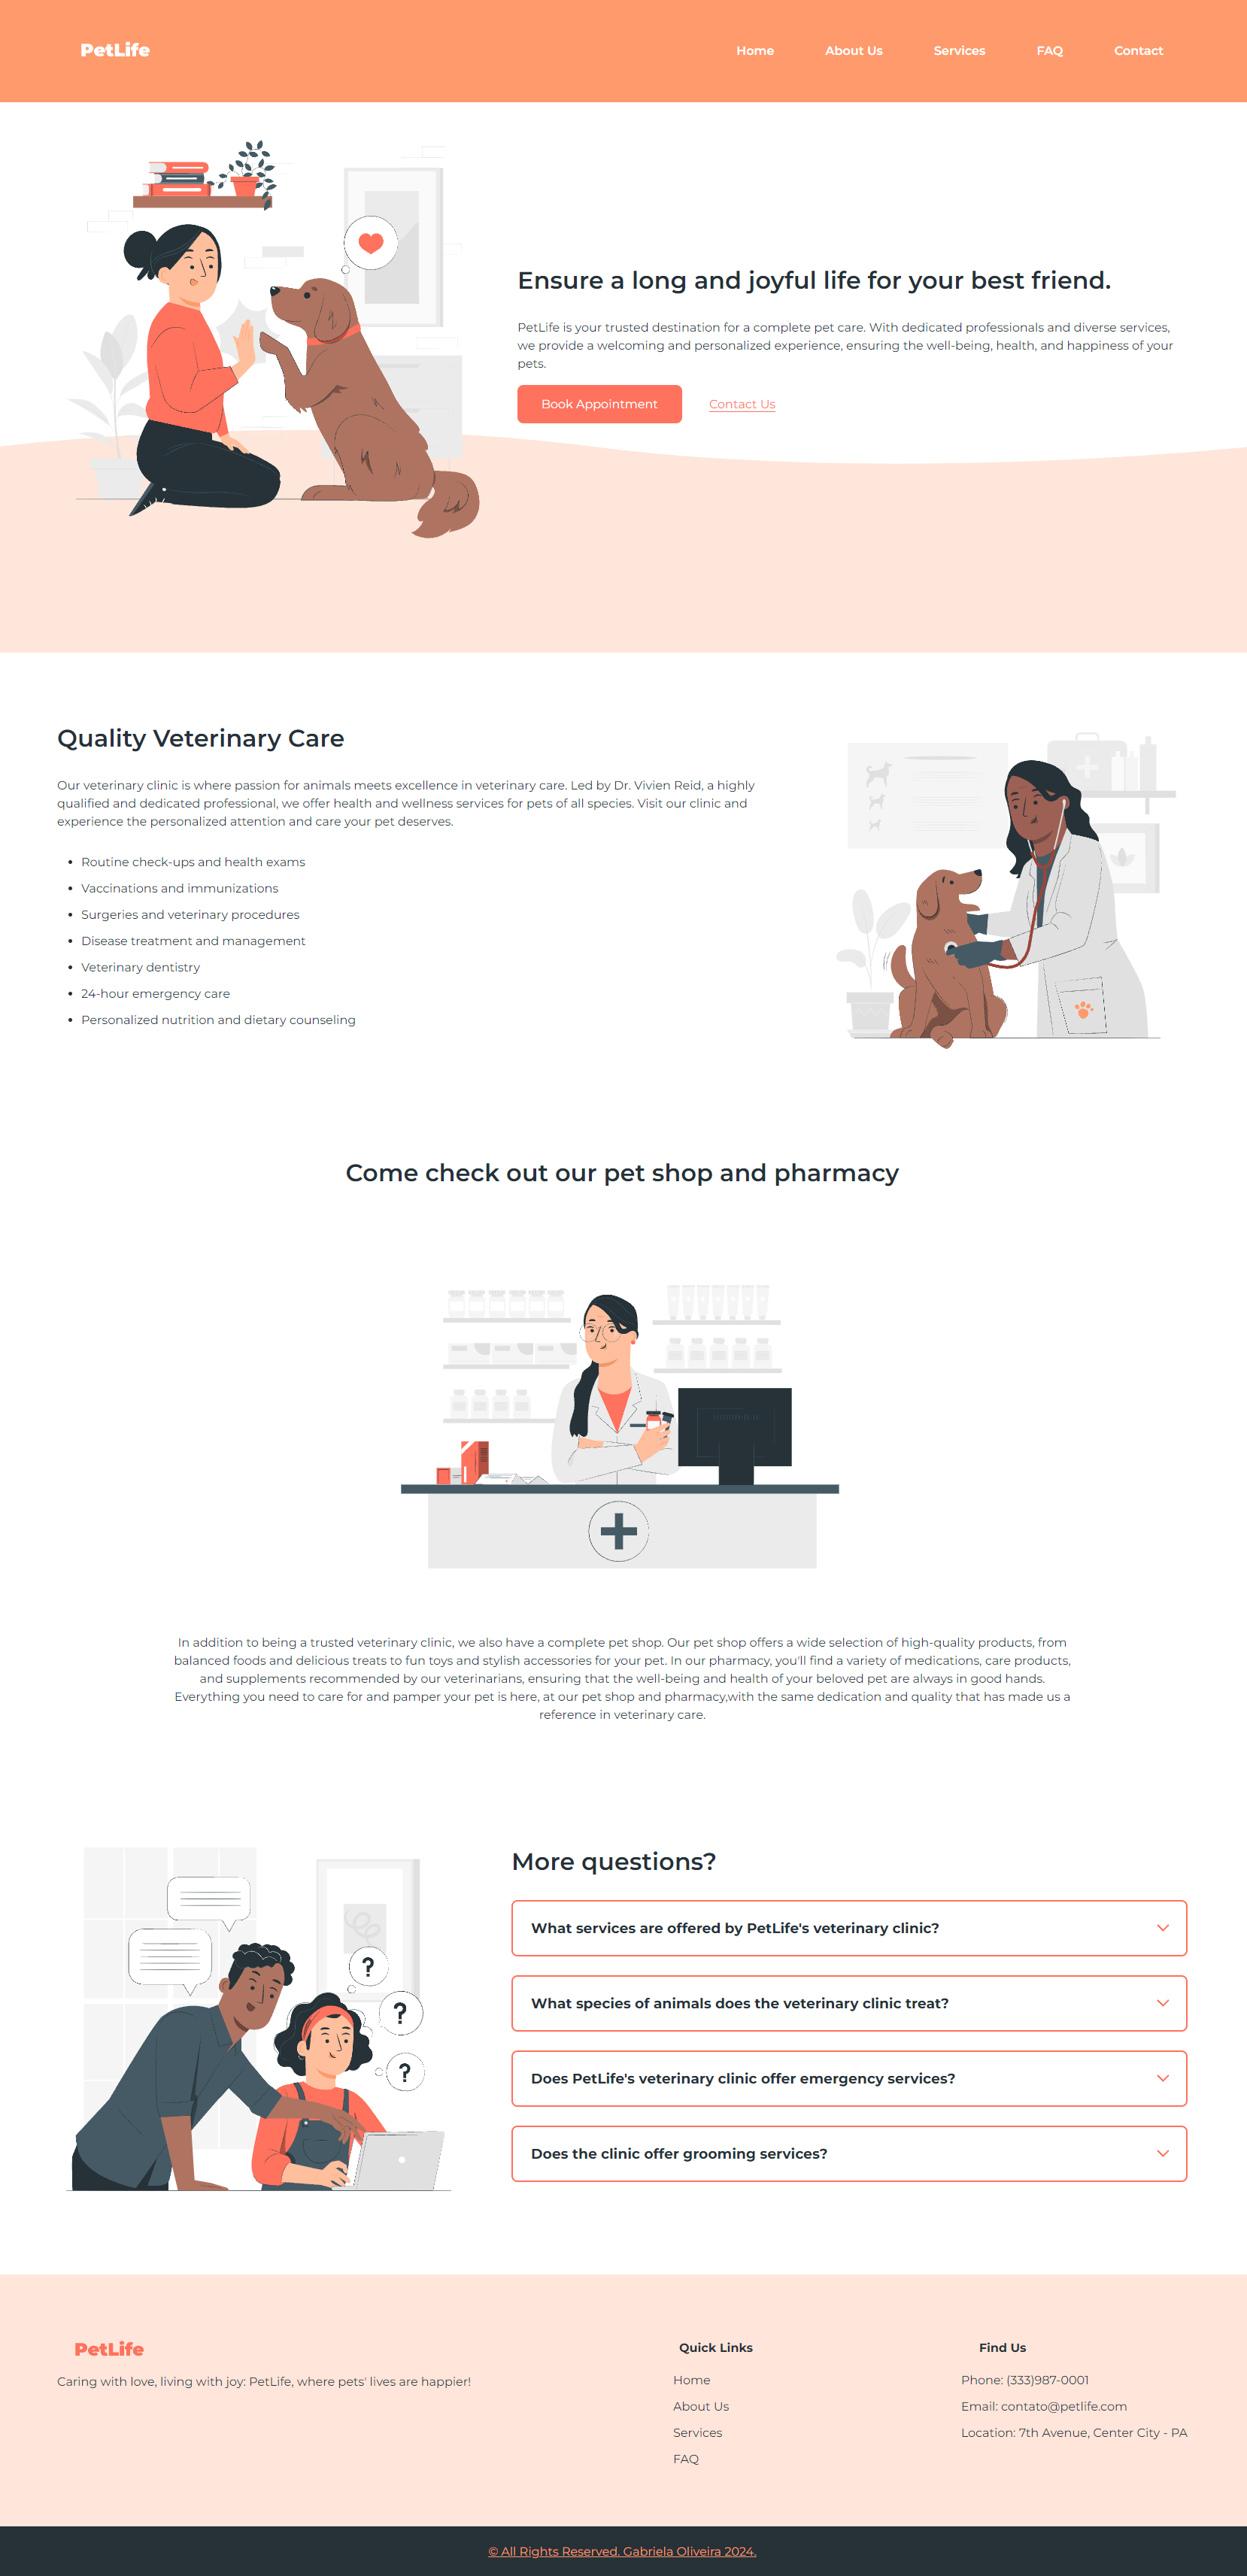 PetLife
Home
About Us
Services
FAQ
Contact
Ensure a long and joyful life for your best friend.
PetLife is your trusted destination for a complete pet care. With dedicated professionals and diverse services,
we provide a welcoming and personalized experience, ensuring the well-being, health, and happiness of your
pets.
Book Appointment
Contact Us
Quality Veterinary Care
Our veterinary clinic is where passion for animals meets excellence in veterinary care. Led by Dr. Vivien Reid, a highly
qualified and dedicated professional, we offer health and wellness services for pets of all species. Visit our clinic and
experience the personalized attention and care your pet deserves.
• Routine check-ups and health exams
• Vaccinations and immunizations
• Surgeries and veterinary procedures
• Disease treatment and management
• Veterinary dentistry
• 24-hour emergency care
• Personalized nutrition and dietary counseling
Come check out our pet shop and pharmacy
In addition to being a trusted veterinary clinic, we also have a complete pet shop. Our pet shop offers a wide selection of high-quality products, from
balanced foods and delicious treats to fun toys and stylish accessories for your pet. In our pharmacy, you'll find a variety of medications, care products,
and supplements recommended by our veterinarians, ensuring that the well-being and health of your beloved pet are always in good hands.
Everything you need to care for and pamper your pet is here, at our pet shop and pharmacy,with the same dedication and quality that has made us a
reference in veterinary care.
?
?
?
More questions?
What services are offered by PetLife's veterinary clinic?
What species of animals does the veterinary clinic treat?
Does PetLife's veterinary clinic offer emergency services?
Does the clinic offer grooming services?
PetLife
Caring with love, living with joy: PetLife, where pets' lives are happier!
Quick Links
Home
About Us
Services
FAQ
Find Us
Phone: (333)987-0001
Email: contato@petlife.com
Location: 7th Avenue, Center City - PA
© All Rights Reserved. Gabriela Oliveira 2024.